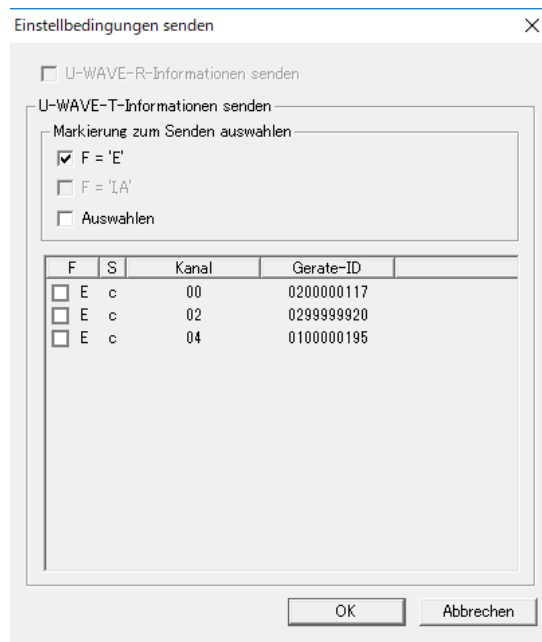 Einstellbedingungen senden
U-WAVE-R-Informationen senden
U-WAVE-T-Informationen senden
Markierung zum Senden auswahlen
F = 'E'
F = 'I,A'
Auswahlen
F S Kanal Gerate-ID
E c 00 0200000117
E c 02 0299999920
E c 04 0100000195
OK Abbrechen